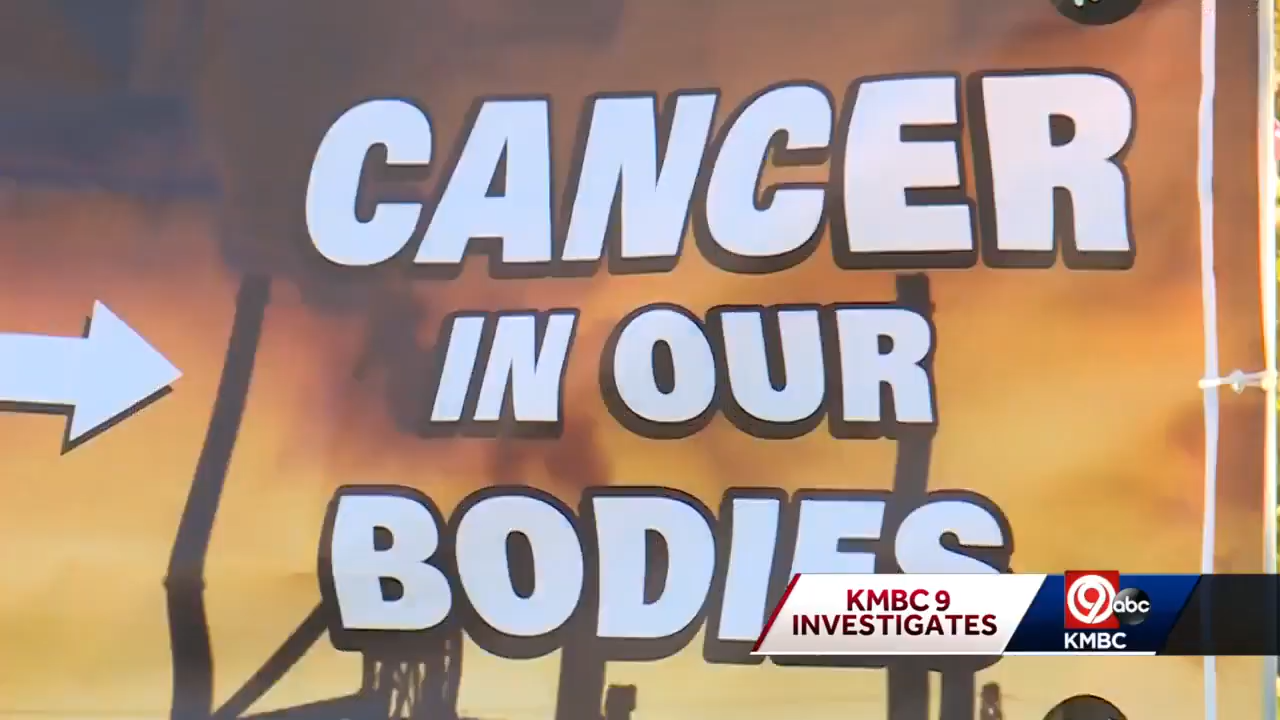 CANCER
IN OUR
BODIES
KMBC 9
INVESTIGATES
9 abc
KMBC